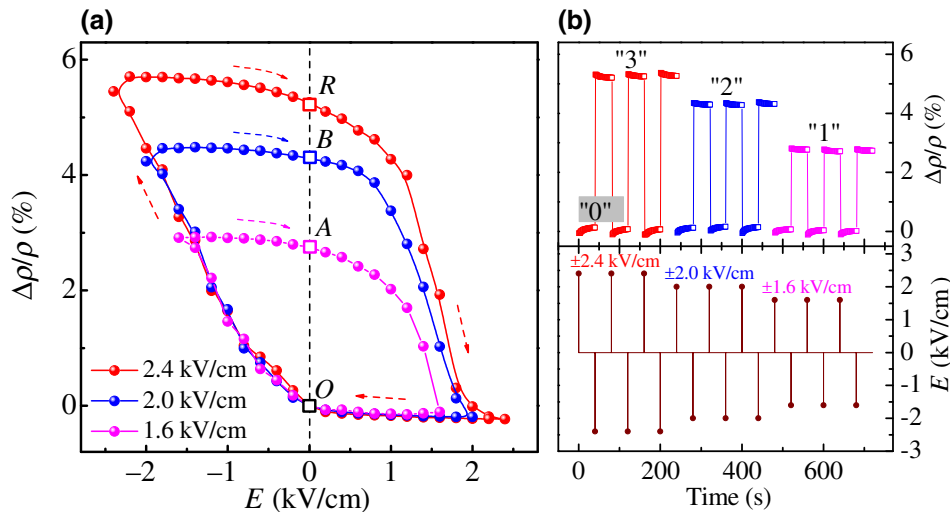 (a)
6
4
2
0
Δρ/ρ (%)
R
B
A
O
2.4 kV/cm
2.0 kV/cm
1.6 kV/cm
−2 −1 0 1 2
E (kV/cm)
(b)
"3"
"2"
"1"
"0"
6
4
2
0
Δρ/ρ (%)
±2.4 kV/cm
±2.0 kV/cm
±1.6 kV/cm
3
2
1
0
-1
-2
-3
E (kV/cm)
0 200 400 600
Time (s)